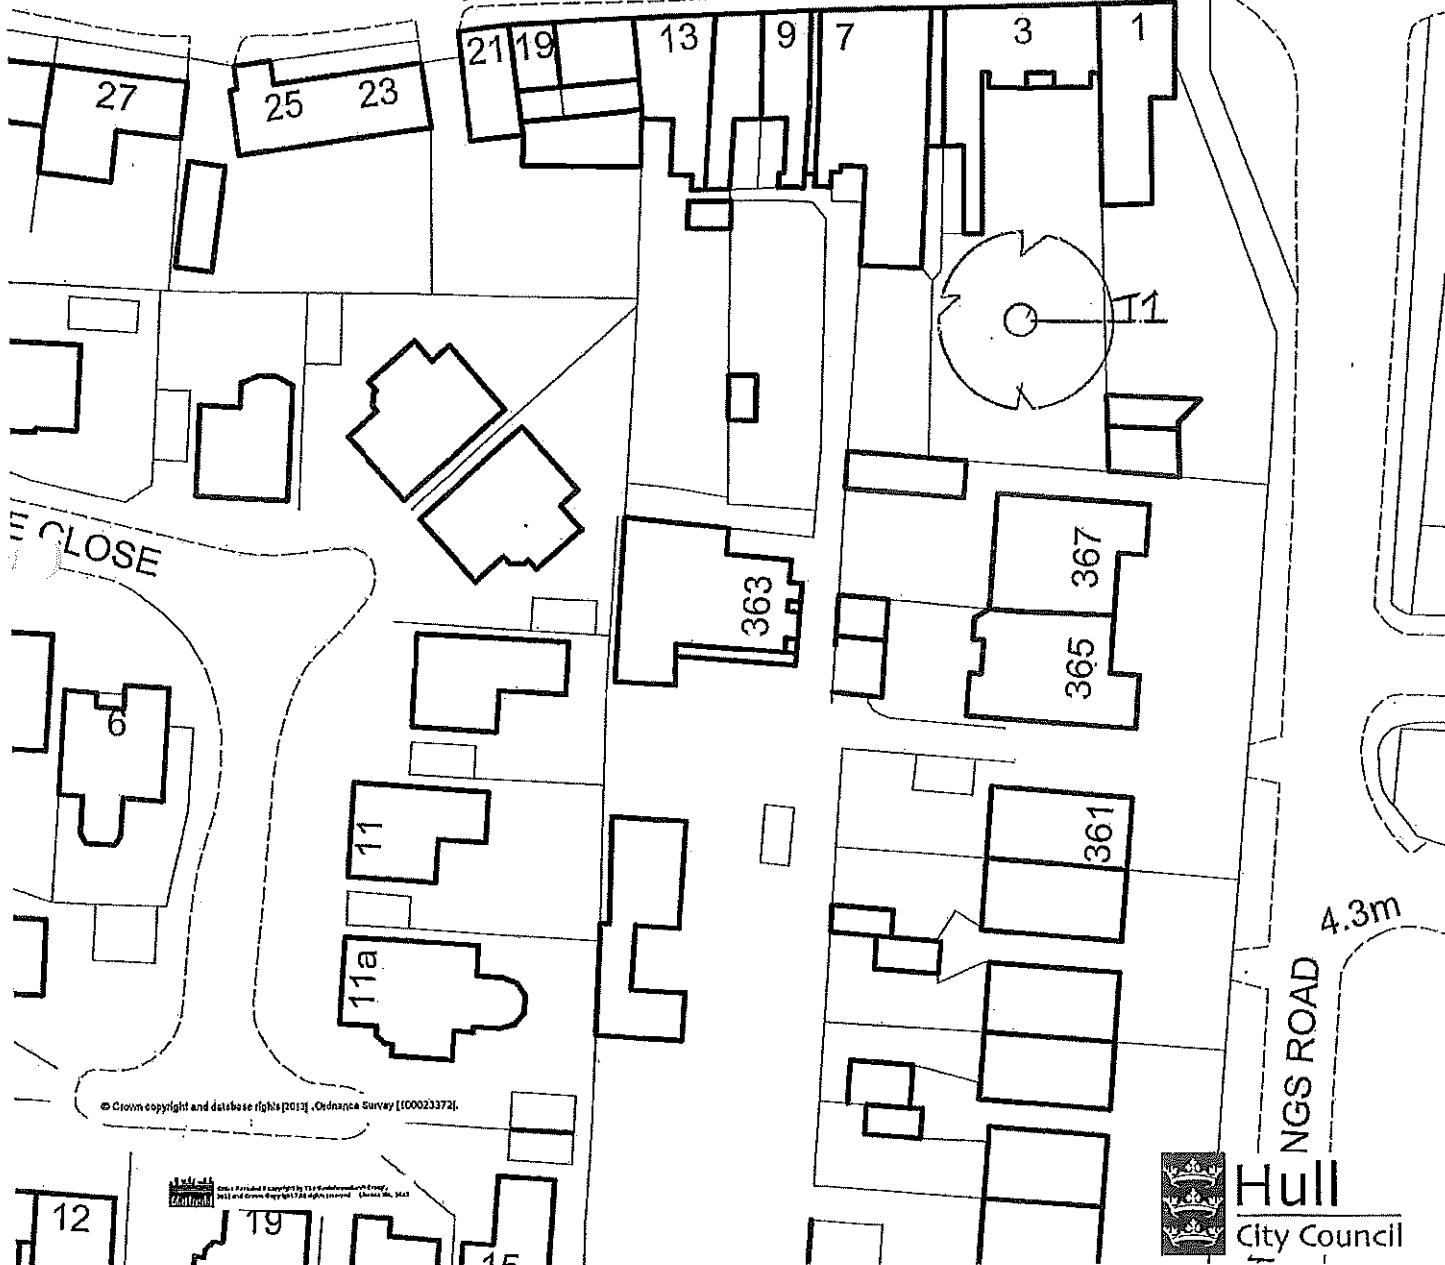 21 19 13 9 7 3 1
27 25 23
T1
E CLOSE
367
363
365
6
11
361
4.3m
11a
NGS ROAD
© Crown copyright and database rights [2013]. Ordnance Survey [100023372].
12 19 15
Hull
City Council